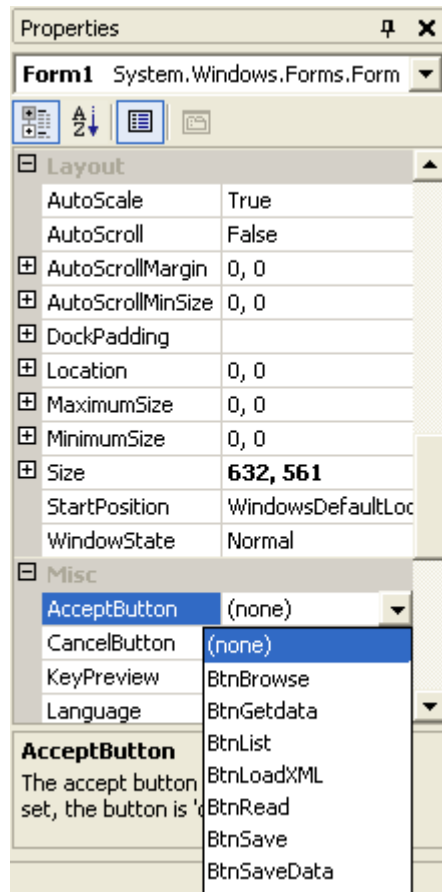 Properties
Form1 System.Windows.Forms.Form
A
Z
Layout
AutoScale True
AutoScroll False
AutoScrollMargin 0, 0
AutoScrollMinSize 0, 0
DockPadding
Location 0, 0
MaximumSize 0, 0
MinimumSize 0, 0
Size 632, 561
StartPosition WindowsDefaultLoc
WindowState Normal
Misc
AcceptButton (none)
CancelButton (none)
KeyPreview BtnBrowse
Language BtnGetdata
BtnList
AcceptButton
The accept button BtnLoadXML
set, the button is 'c BtnRead
BtnSave
BtnSaveData